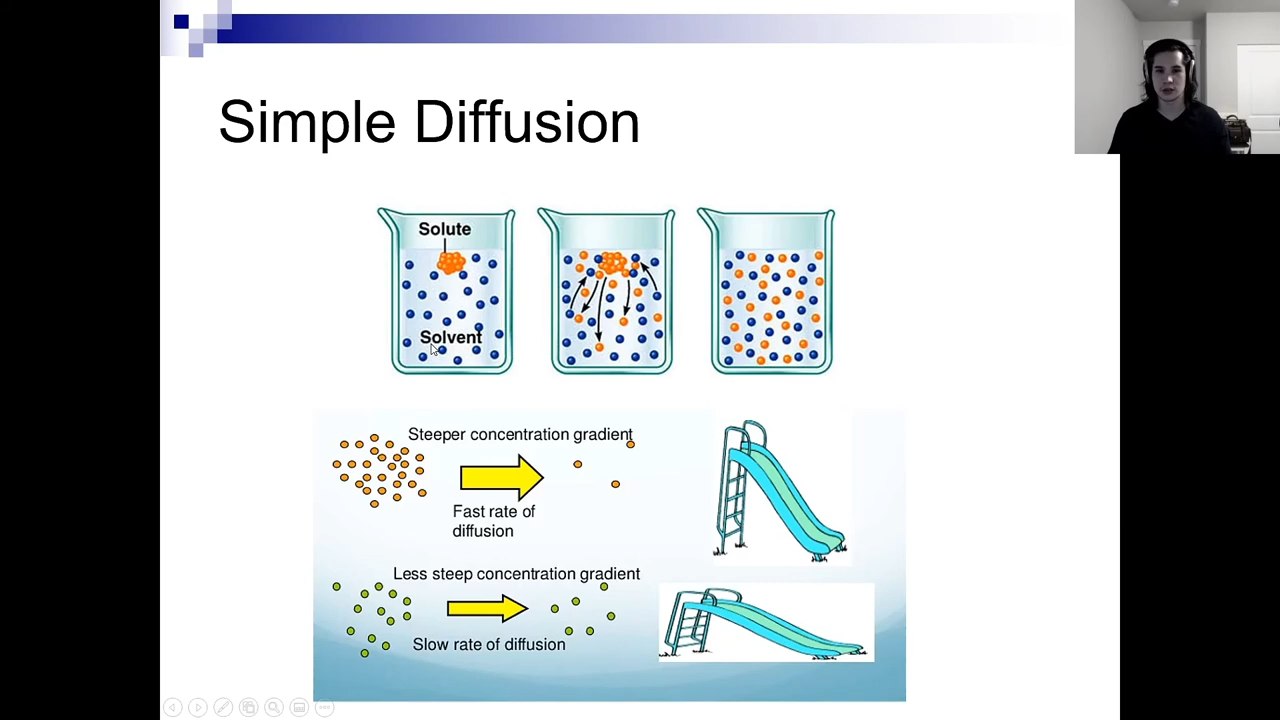 Simple Diffusion
Solute
Solvent
Steeper concentration gradient
Fast rate of
diffusion
Less steep concentration gradient
Slow rate of diffusion